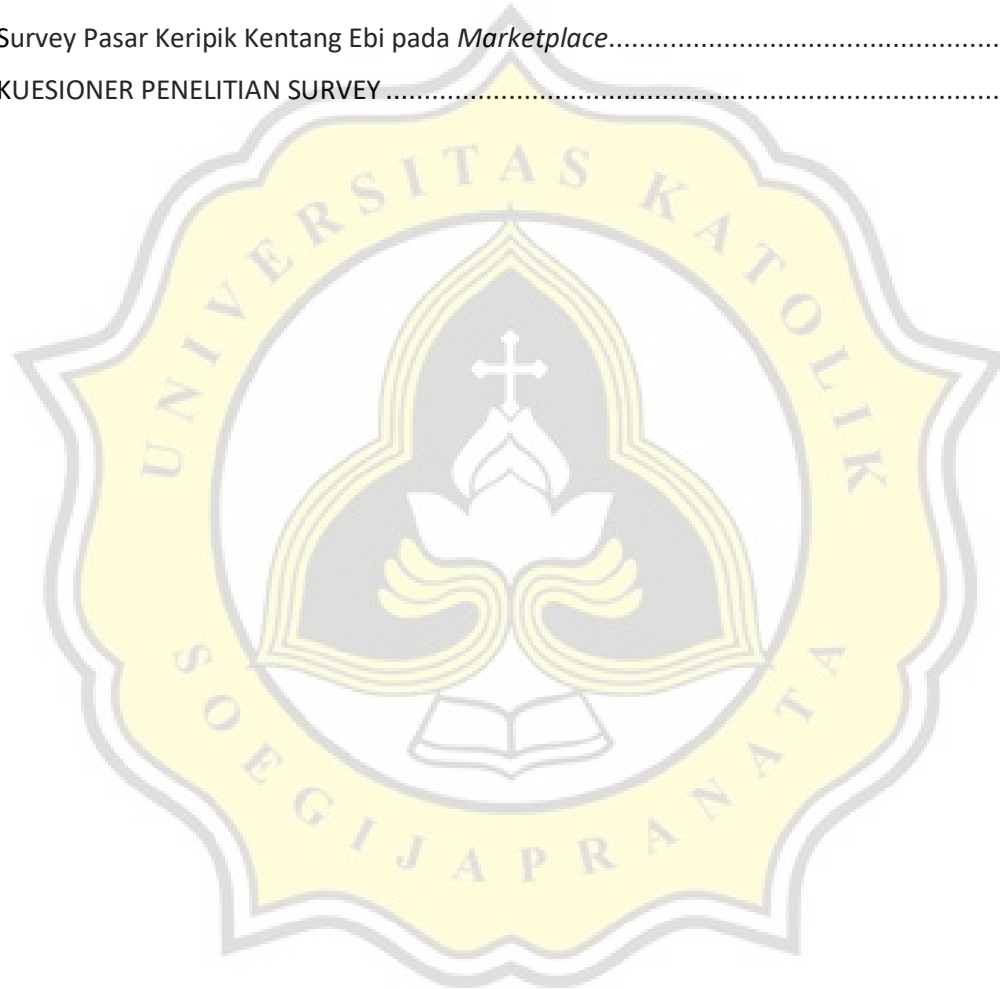 Survey Pasar Keripik Kentang Ebi pada Marketplace................................................
KUESIONER PENELITIAN SURVEY................................................................................
UNIVERSITAS KATOLIK
SOEGIJAPRANATA